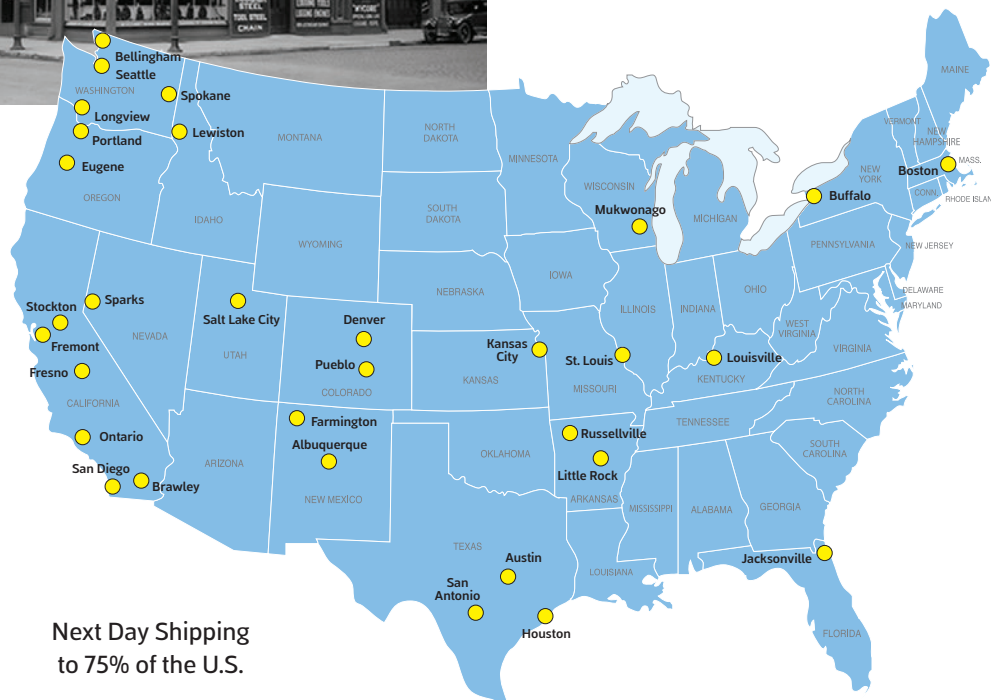 STEEL
TOOL STEEL
CHAIN
Bellingham
Seattle
WASHINGTON
Spokane
Longview
Portland
Lewiston
Eugene
OREGON
IDAHO
MONTANA
NORTH
DAKOTA
SOUTH
DAKOTA
MINNESOTA
WISCONSIN
Mukwonago
MICHIGAN
MAINE
VERMONT
NEW
HAMPSHIRE
MASS.
Boston
NEW
YORK
CONN.
RHODE ISLAN
Buffalo
PENNSYLVANIA
NEW JERSEY
DELAWARE
MARYLAND
WYOMING
NEBRASKA
IOWA
ILLINOIS
INDIANA
OHIO
WEST
VIRGINIA
VIRGINIA
Sparks
Stockton
Fremont
Fresno
NEVADA
CALIFORNIA
Salt Lake City
UTAH
Denver
Pueblo
COLORADO
KANSAS
Kansas
City
St. Louis
MISSOURI
Louisville
KENTUCKY
NORTH
CAROLINA
TENNESSEE
SOUTH
CAROLINA
Ontario
San Diego
Brawley
ARIZONA
Farmington
Albuquerque
NEW MEXICO
OKLAHOMA
Russellville
Little Rock
ARKANSAS
MISSISSIPPI
ALABAMA
GEORGIA
TEXAS
Austin
San
Antonio
Houston
LOUISIANA
Jacksonville
FLORIDA
Next Day Shipping
to 75% of the U.S.